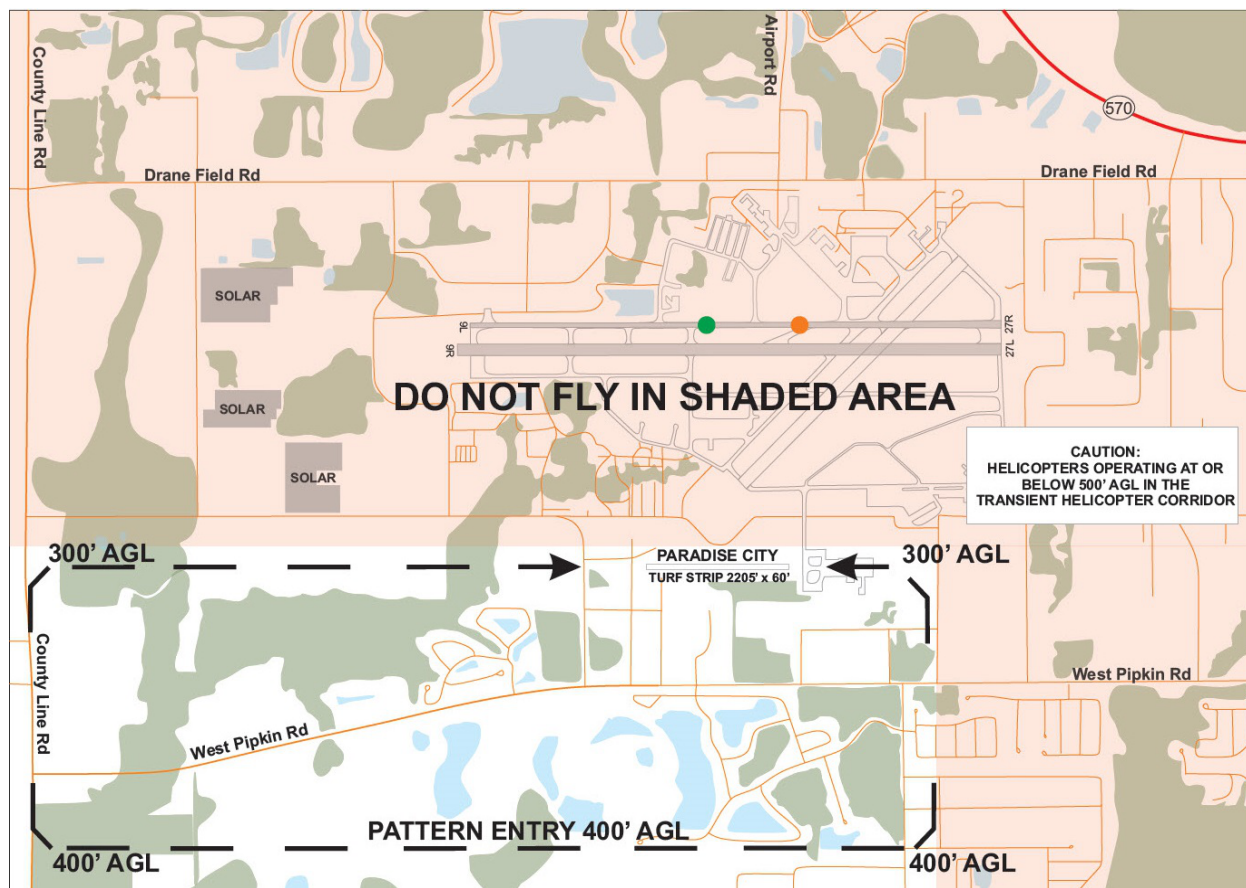 County Line Rd
Airport Rd
570
Drane Field Rd
Drane Field Rd
SOLAR
9L
27R
9R
27L
DO NOT FLY IN SHADED AREA
SOLAR
SOLAR
CAUTION:
HELICOPTERS OPERATING AT OR
BELOW 500' AGL IN THE
TRANSIENT HELICOPTER CORRIDOR
300' AGL
PARADISE CITY
TURF STRIP 2205' x 60'
300' AGL
County Line Rd
West Pipkin Rd
West Pipkin Rd
PATTERN ENTRY 400' AGL
400' AGL
400' AGL